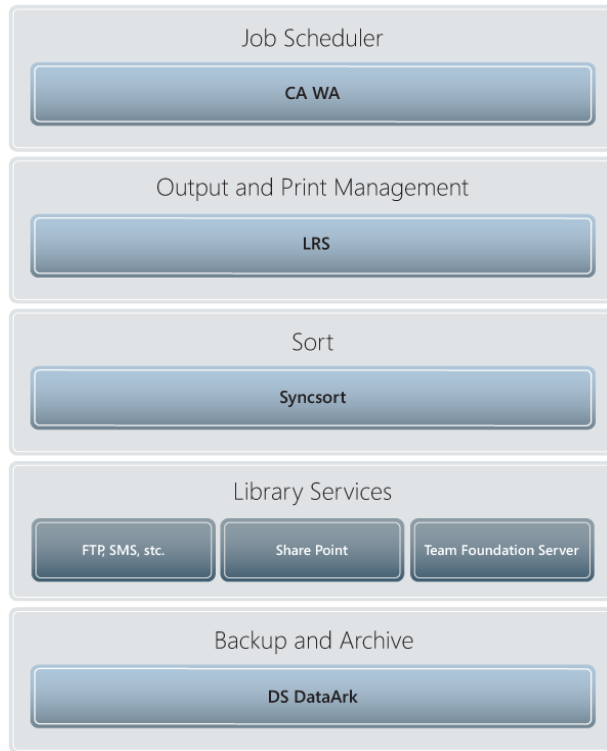 Job Scheduler
CA WA
Output and Print Management
LRS
Sort
Syncsort
Library Services
FTP, SMS, stc.
Share Point
Team Foundation Server
Backup and Archive
DS DataArk